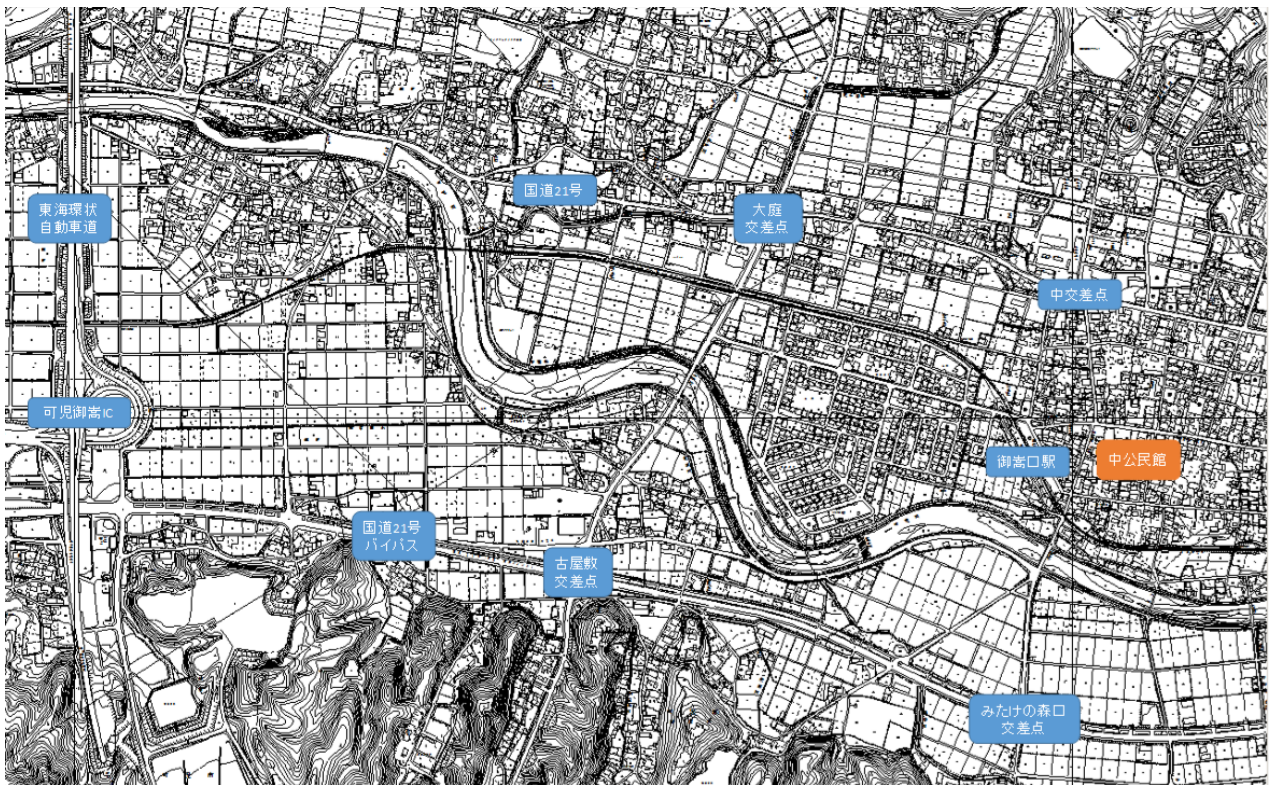 国道21号
東海環状
自動車道
大庭
交差点
中交差点
可児御嵩IC
御嵩口駅
中公民館
国道21号
バイパス
古屋敷
交差点
みたけの森口
交差点